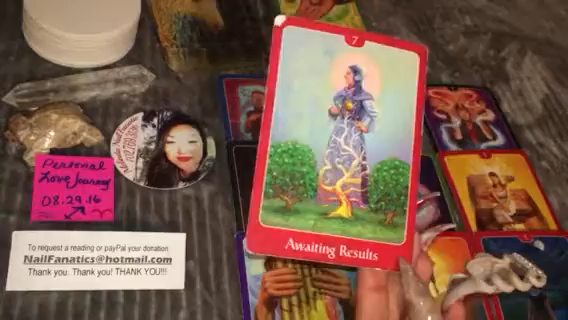 7
Awaiting Results
Personal
Love Journey
08.29.16
To request a reading or payPal your donation
NailFanatics@hotmail.com
Thank you. Thank you! THANK YOU!!!